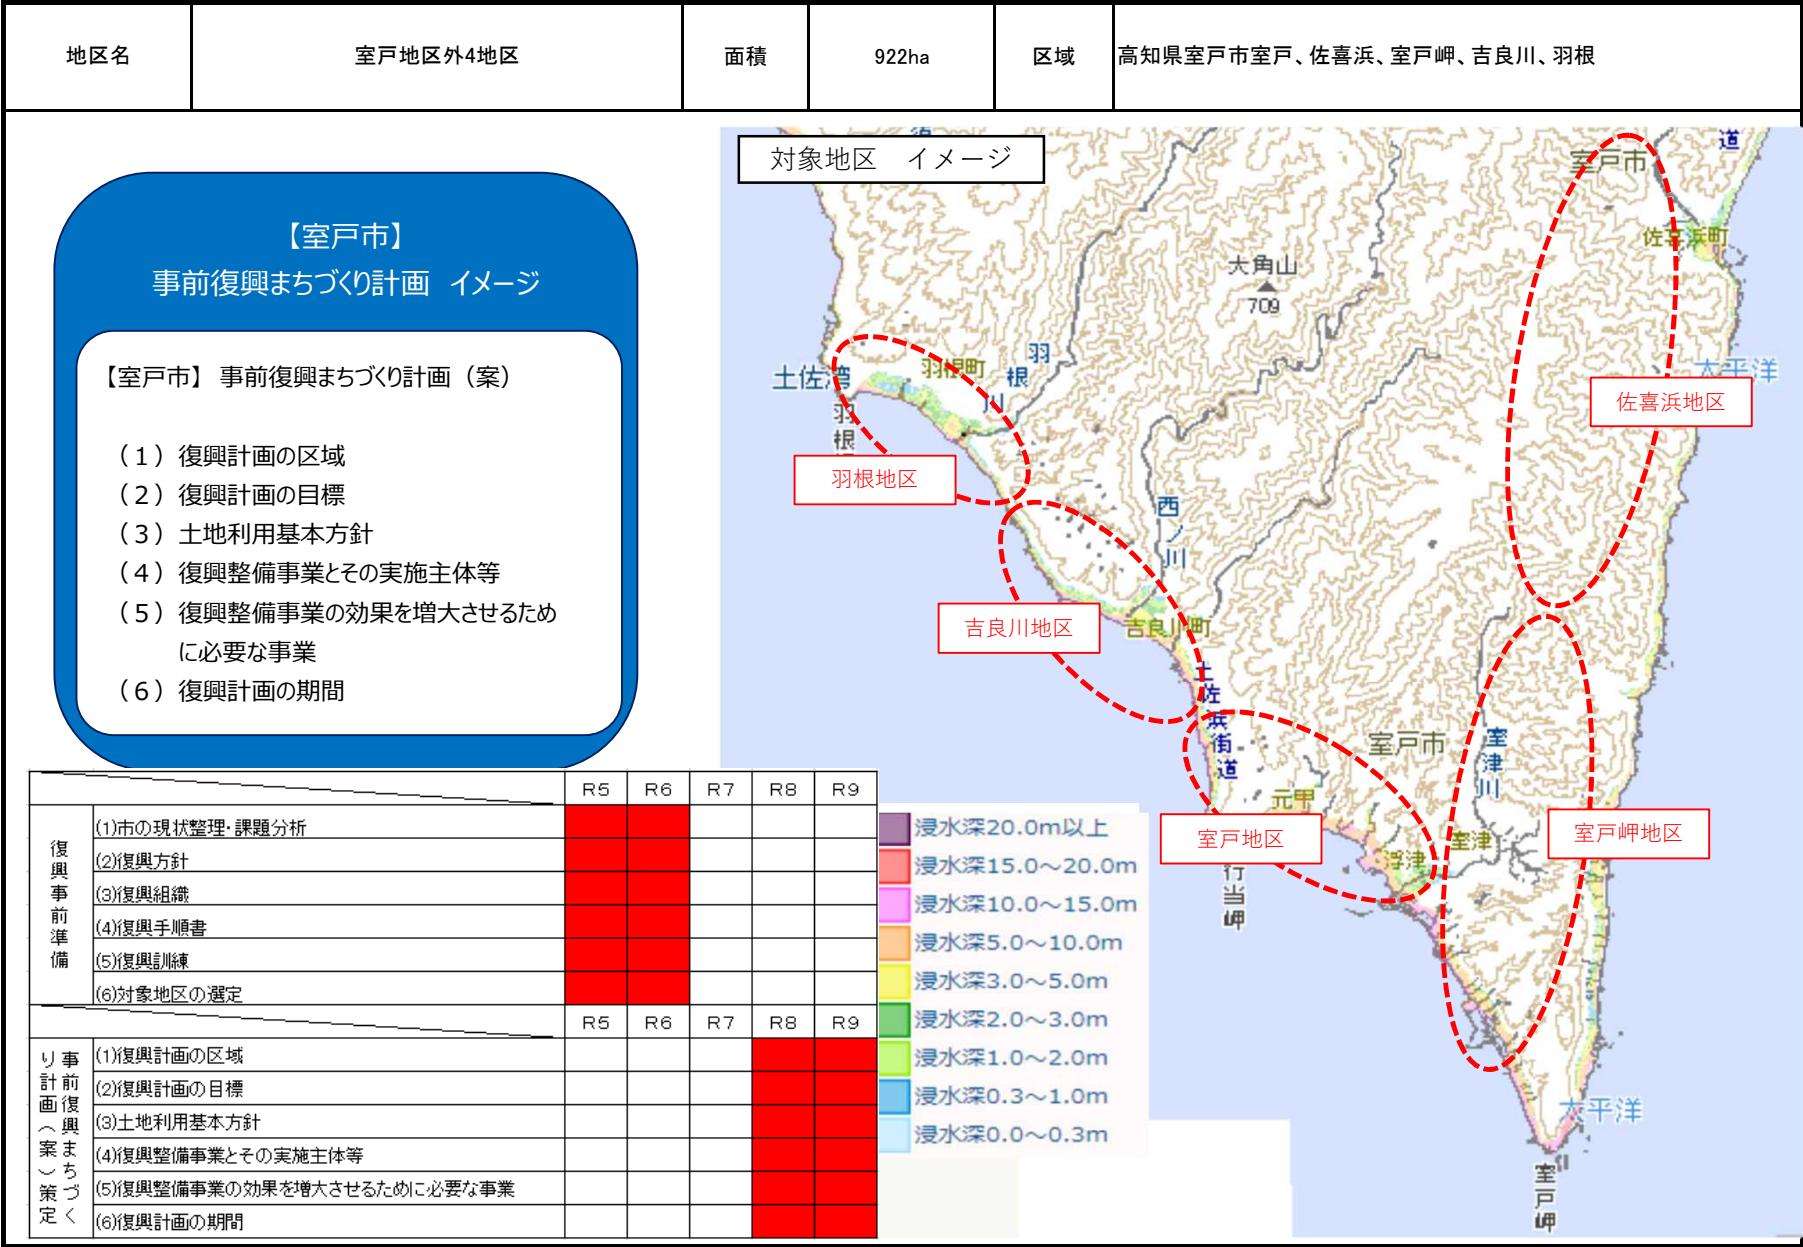 地区名 室戸地区外4地区 面積 922ha 区域 高知県室戸市室戸、佐喜浜、室戸岬、吉良川、羽根
【室戸市】
事前復興まちづくり計画 イメージ
【室戸市】事前復興まちづくり計画（案）
（1）復興計画の区域
（2）復興計画の目標
（3）土地利用基本方針
（4）復興整備事業とその実施主体等
（5）復興整備事業の効果を増大させるため
に必要な事業
（6）復興計画の期間
R5 R6 R7 R8 R9
復興事前準備
(1)市の現状整理・課題分析
(2)復興方針
(3)復興組織
(4)復興手順書
(5)復興訓練
(6)対象地区の選定
R5 R6 R7 R8 R9
事前復興まちづく
り計画（案）策定
(1)復興計画の区域
(2)復興計画の目標
(3)土地利用基本方針
(4)復興整備事業とその実施主体等
(5)復興整備事業の効果を増大させるために必要な事業
(6)復興計画の期間
対象地区 イメージ
室戸市
道
佐喜浜町
大角山
709
太平洋
佐喜浜地区
土佐湾
羽根町
羽根川
羽根
羽根地区
西ノ川
吉良川地区
吉良川町
土佐浜街道
室戸市
室津川
元甲
室戸地区
浮津
室津
室戸岬地区
行当岬
太平洋
室戸岬
浸水深20.0m以上
浸水深15.0～20.0m
浸水深10.0～15.0m
浸水深5.0～10.0m
浸水深3.0～5.0m
浸水深2.0～3.0m
浸水深1.0～2.0m
浸水深0.3～1.0m
浸水深0.0～0.3m